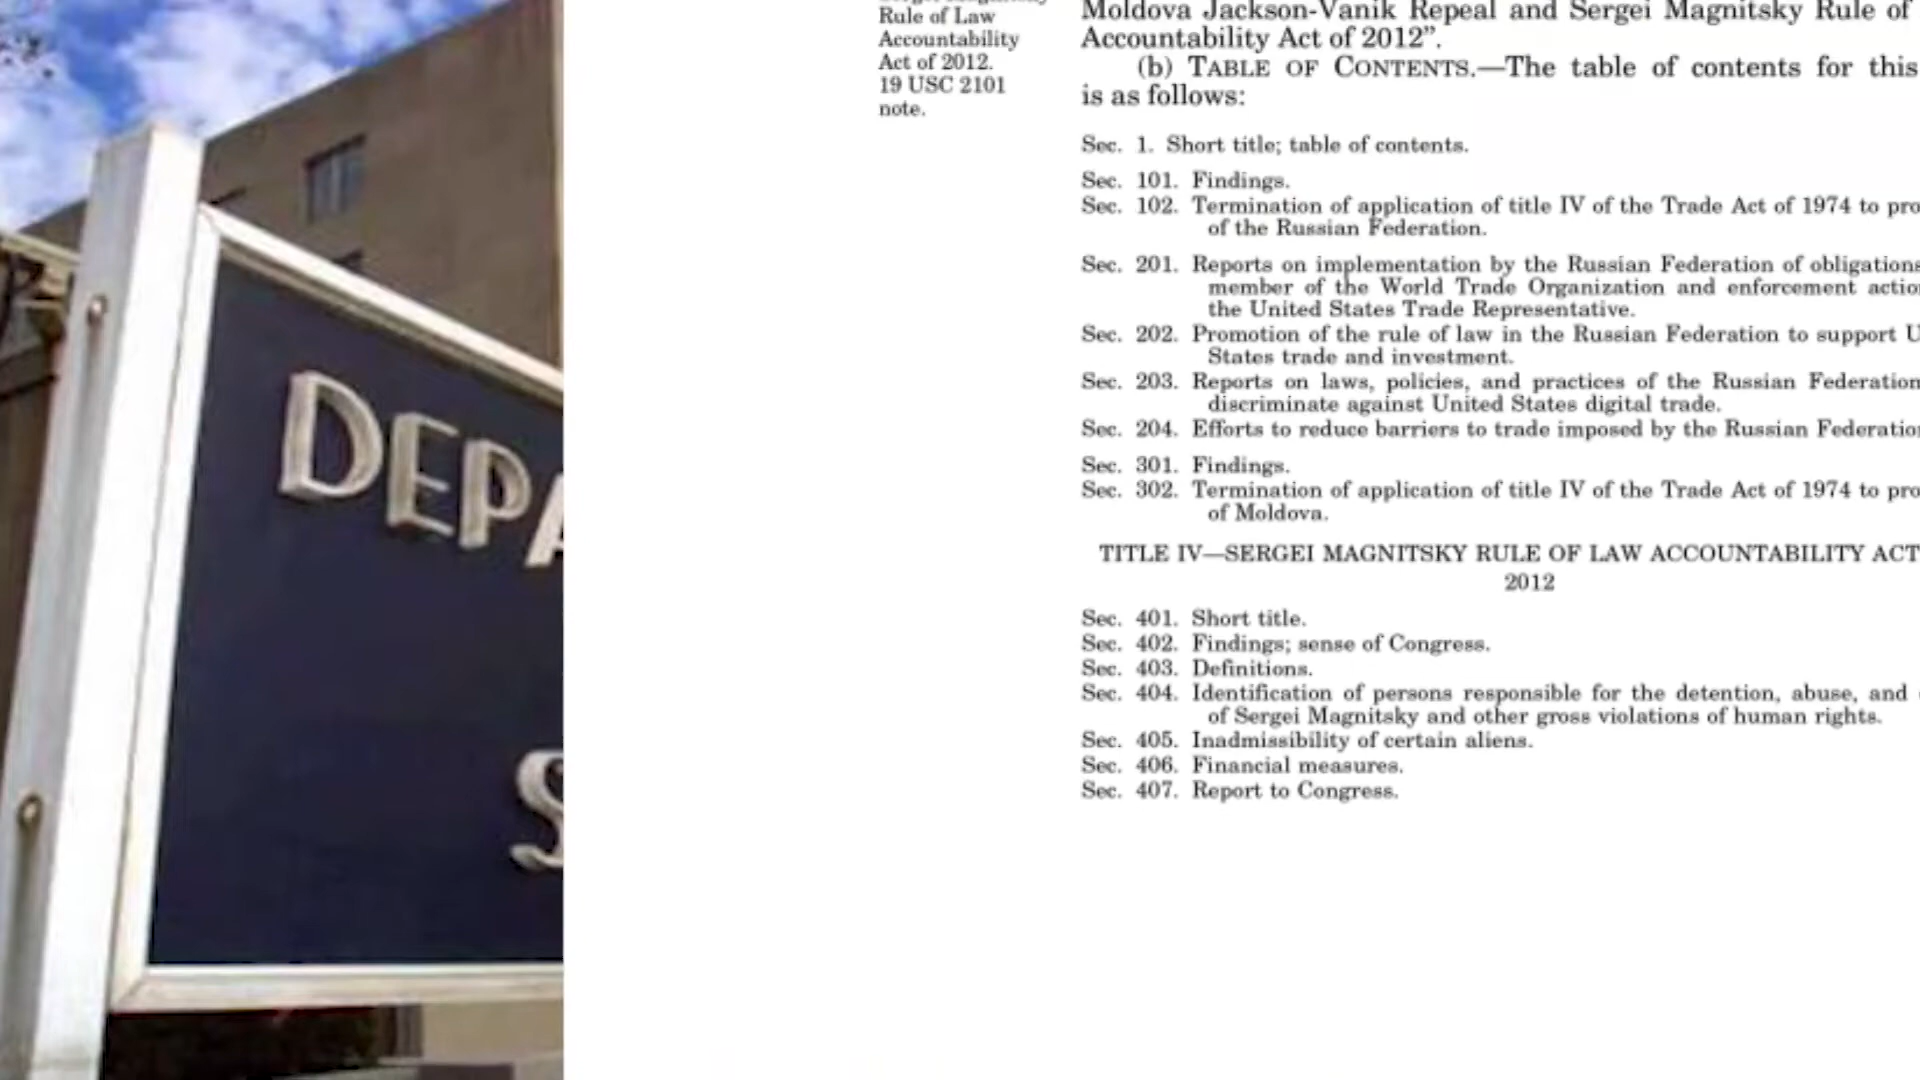 DEPA
S
Rule of Law
Accountability
Act of 2012.
19 USC 2101
note.
Moldova Jackson-Vanik Repeal and Sergei Magnitsky Rule of
Accountability Act of 2012”.
(b) TABLE OF CONTENTS.—The table of contents for this
is as follows:
Sec. 1. Short title; table of contents.
Sec. 101. Findings.
Sec. 102. Termination of application of title IV of the Trade Act of 1974 to pro
of the Russian Federation.
Sec. 201. Reports on implementation by the Russian Federation of obligations
member of the World Trade Organization and enforcement action
the United States Trade Representative.
Sec. 202. Promotion of the rule of law in the Russian Federation to support U
States trade and investment.
Sec. 203. Reports on laws, policies, and practices of the Russian Federation
discriminate against United States digital trade.
Sec. 204. Efforts to reduce barriers to trade imposed by the Russian Federation
Sec. 301. Findings.
Sec. 302. Termination of application of title IV of the Trade Act of 1974 to pro
of Moldova.
TITLE IV—SERGEI MAGNITSKY RULE OF LAW ACCOUNTABILITY ACT
2012
Sec. 401. Short title.
Sec. 402. Findings; sense of Congress.
Sec. 403. Definitions.
Sec. 404. Identification of persons responsible for the detention, abuse, and
of Sergei Magnitsky and other gross violations of human rights.
Sec. 405. Inadmissibility of certain aliens.
Sec. 406. Financial measures.
Sec. 407. Report to Congress.